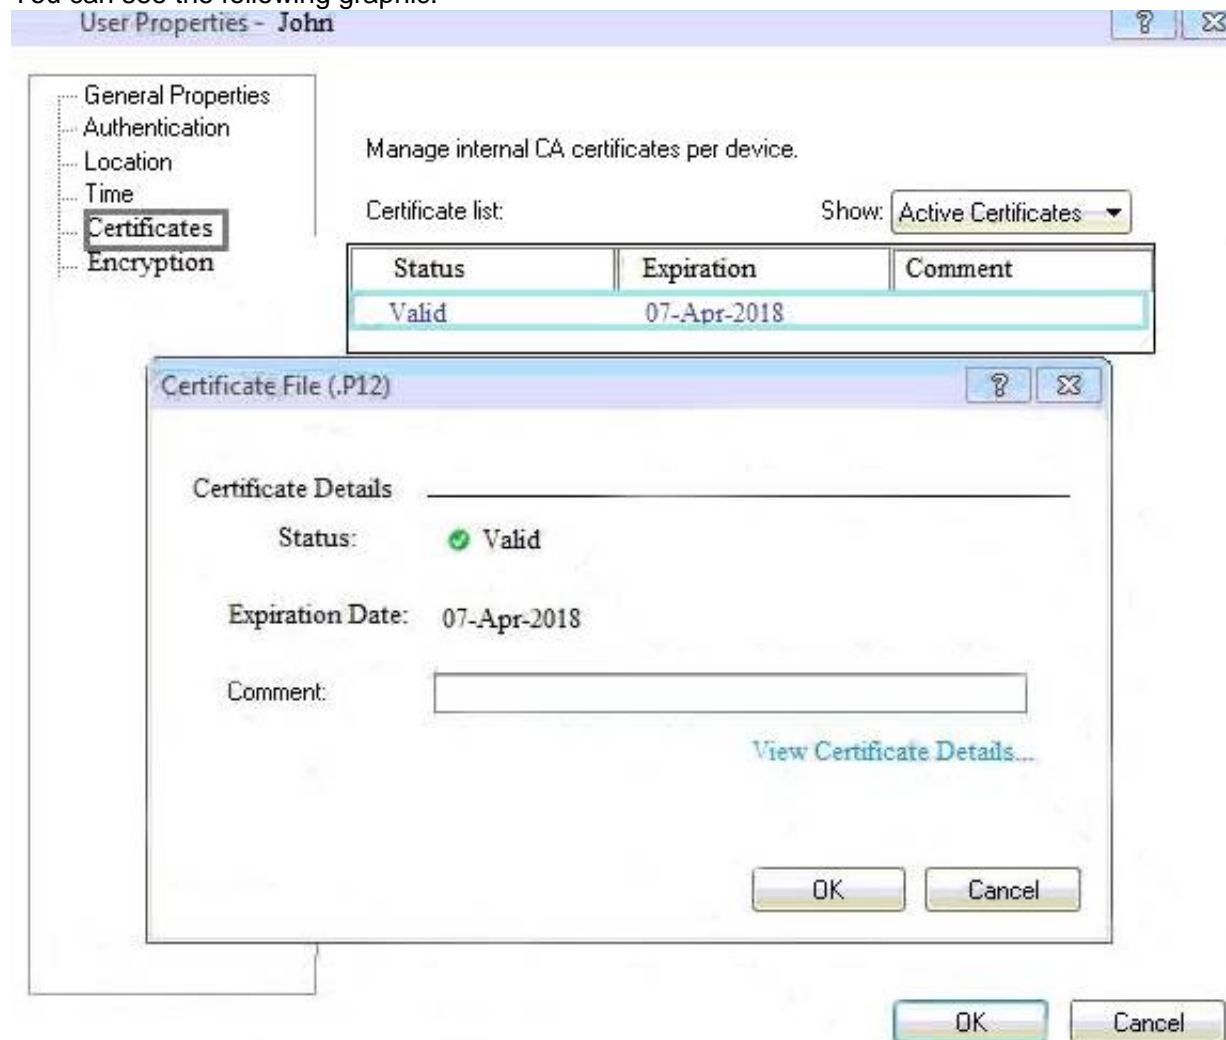 You can see the following graphic:
User Properties - John
General Properties
Authentication
Location
Time
Certificates
Encryption
Manage internal CA certificates per device.
Certificate list:
Show: Active Certificates
Status Expiration Comment
Valid 07-Apr-2018
Certificate File (.P12)
Certificate Details
Status: Valid
Expiration Date: 07-Apr-2018
Comment:
View Certificate Details...
OK Cancel
OK Cancel